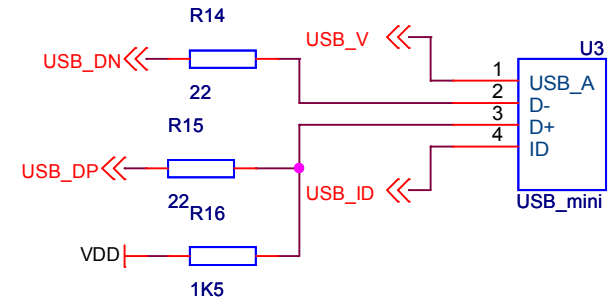 R14
USB_V
U3
USB_DN
1
USB_A
22
2
D-
R15
3
D+
4
ID
USB_DP
USB_ID
22
R16
USB_mini
VDD
1K5